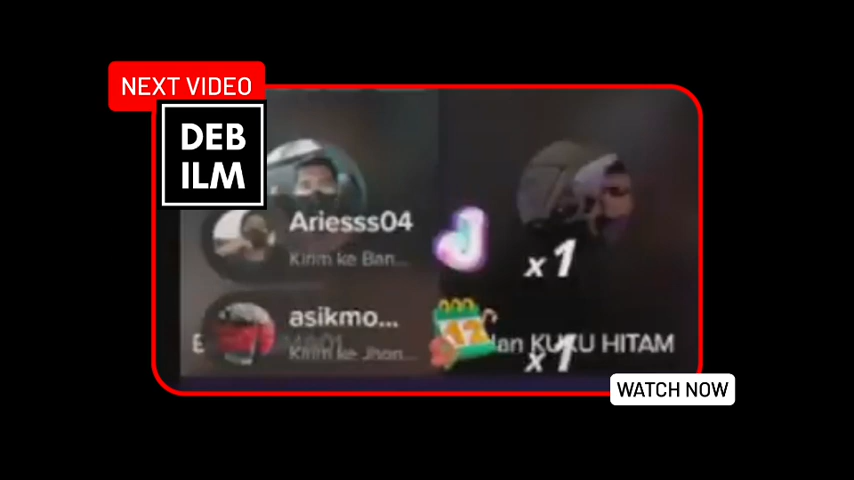 NEXT VIDEO
DEB
ILM
Ariesss04
Kirim ke Ban...
x1
asikmo...
Kirim ke Jhon...
x1
KUKU HITAM
WATCH NOW